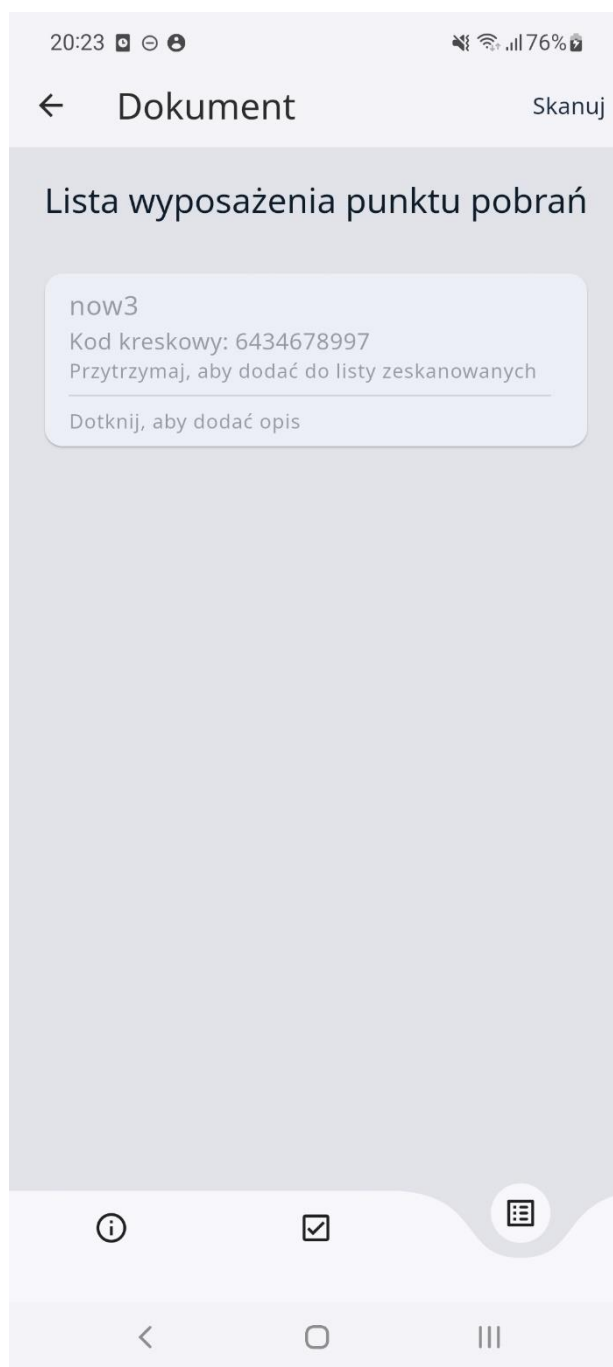 20:23 76%
Dokument Skanuj
Lista wyposażenia punktu pobrań
now3
Kod kreskowy: 6434678997
Przytrzymaj, aby dodać do listy zeskanowanych
Dotknij, aby dodać opis